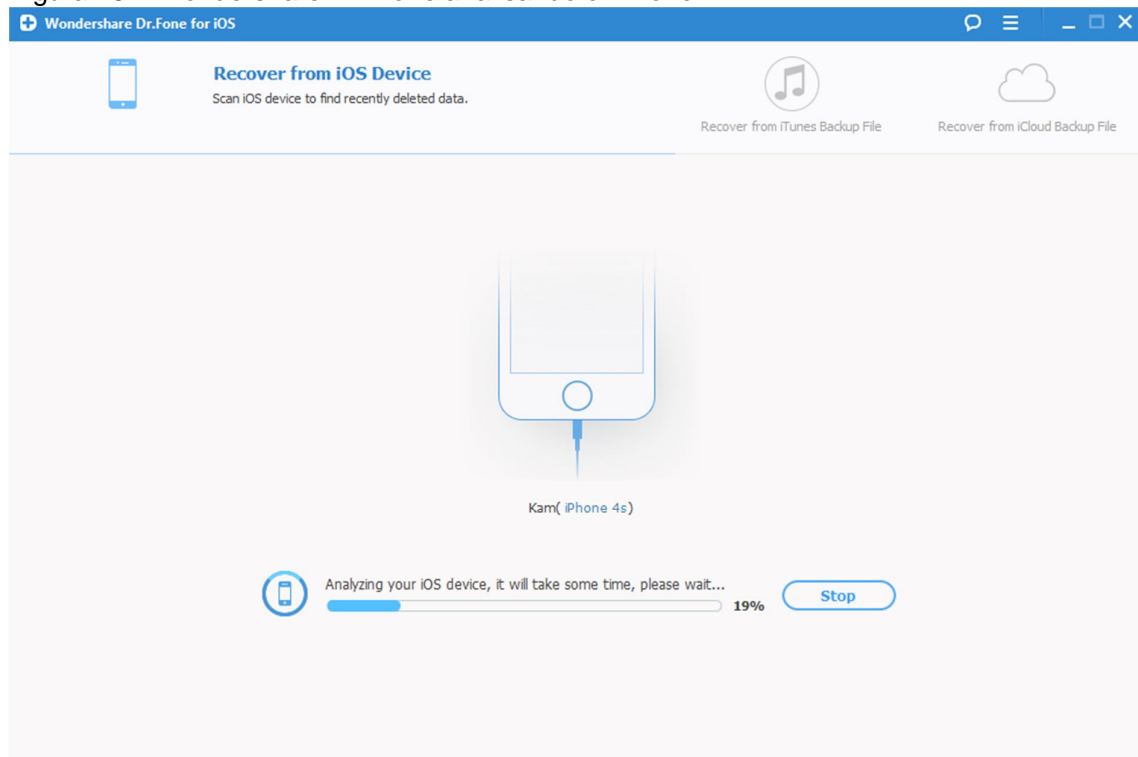 Wondershare Dr.Fone for iOS
Recover from iOS Device
Scan iOS device to find recently deleted data.
Recover from iTunes Backup File
Recover from iCloud Backup File
Kam( iPhone 4s)
Analyzing your iOS device, it will take some time, please wait...
19%
Stop